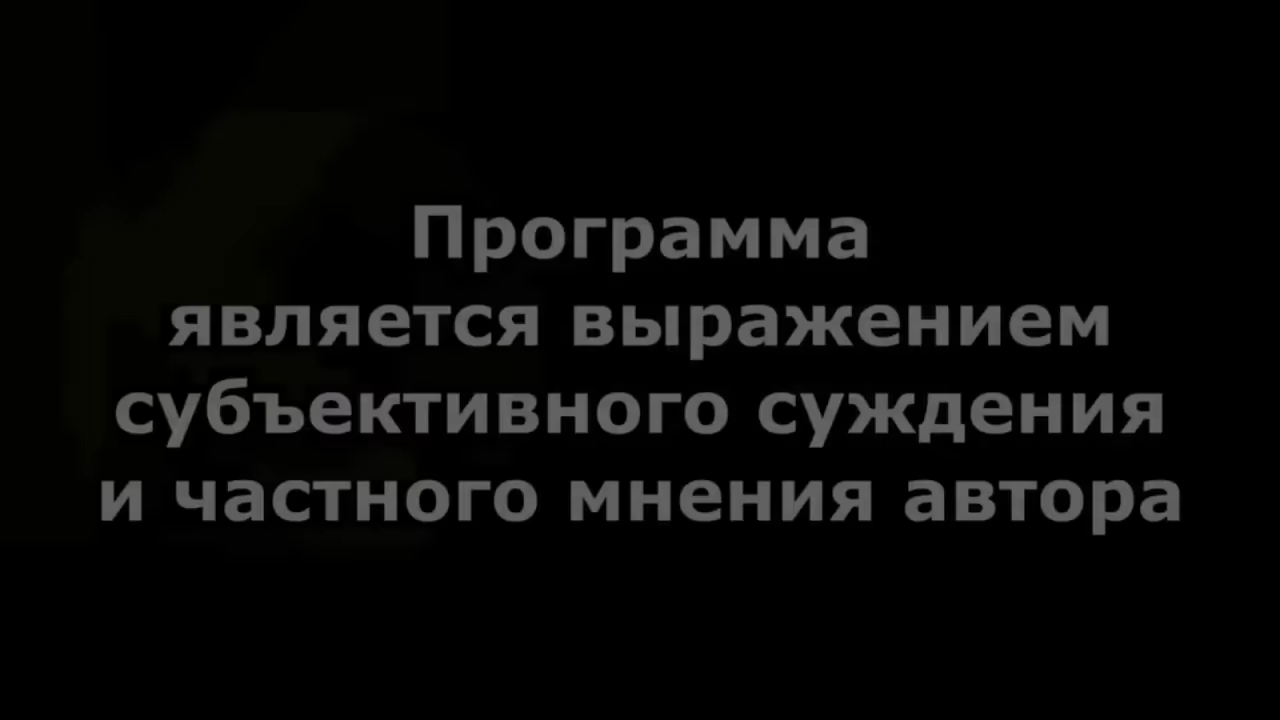 Программа
является выражением
субъективного суждения
и частного мнения автора